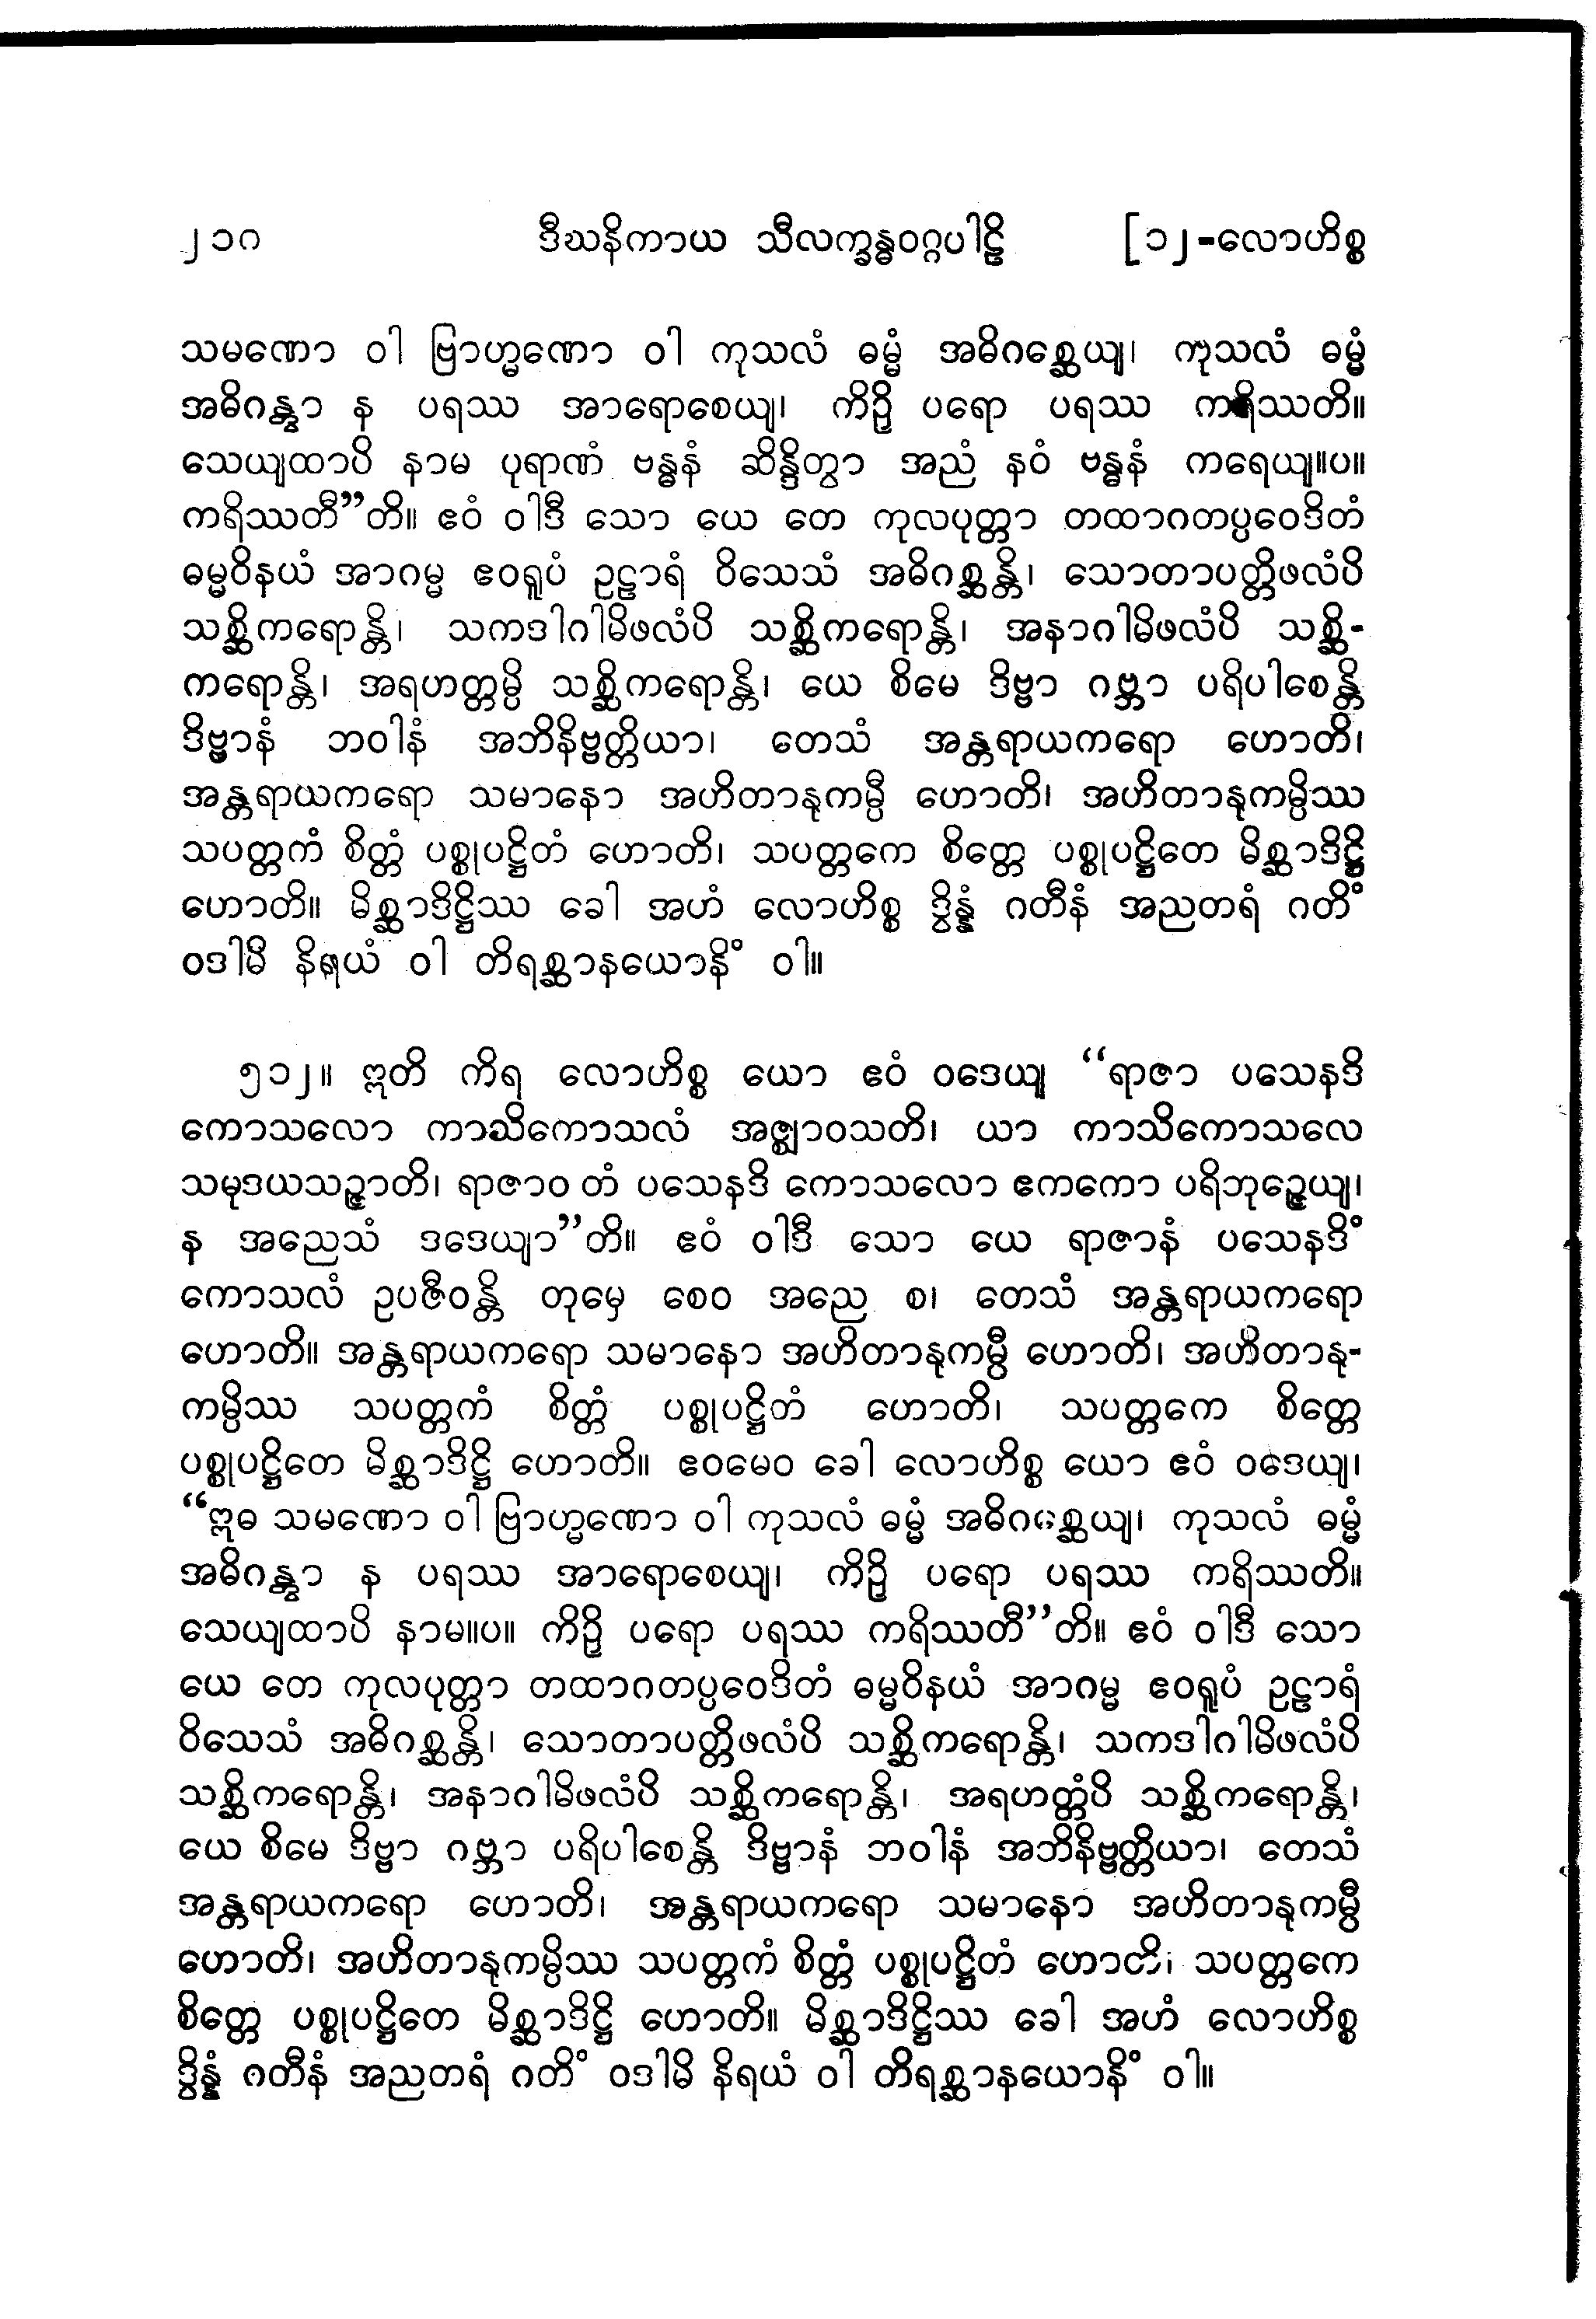 ၂၁၈ ဒီဃနိကာယ သီလက္ခန္ဓဝဂ္ဂပါဠိ [၁၂-လောဟိစ္စ
သမဏော ဝါ ဗြာဟ္မဏော ဝါ ကုသလံ ဓမ္မံ အဓိဂစ္ဆေယျ၊ ကုသလံ ဓမ္မံ
အဓိဂန္တွာ န ပရဿ အာရောစေယျ၊ ကိဉှိ ပရော ပရဿ ကရိဿတိ။
သေယျထာပိ နာမ ပုရာဏံ ဗန္ဓနံ ဆိန္ဒိတွာ အညံ နဝံ ဗန္ဓနံ ကရေယျ။ပ။
ကရိဿတီ”တိ။ ဧဝံ ဝါဒီ သော ယေ တေ ကုလပုတ္တာ တထာဂတပ္ပဝေဒိတံ
ဓမ္မဝိနယံ အာဂမ္မ ဧဝရူပံ ဥဠာရံ ဝိသေသံ အဓိဂစ္ဆန္တိ၊ သောတာပတ္တိဖလံပိ
သစ္ဆိကရောန္တိ၊ သကဒါဂါမိဖလံပိ သစ္ဆိကရောန္တိ၊ အနာဂါမိဖလံပိ သစ္ဆိ-
ကရောန္တိ၊ အရဟတ္တမ္ပိ သစ္ဆိကရောန္တိ၊ ယေ စိမေ ဒိဗ္ဗာ ဂဗ္ဘာ ပရိပါစေန္တိ
ဒိဗ္ဗာနံ ဘဝါနံ အဘိနိဗ္ဗတ္တိယာ၊ တေသံ အန္တရာယကရော ဟောတိ၊
အန္တရာယကရော သမာနော အဟိတာနုကမ္ပီ ဟောတိ၊ အဟိတာနုကမ္ပိဿ
သပတ္တကံ စိတ္တံ ပစ္စုပဋ္ဌိတံ ဟောတိ၊ သပတ္တကေ စိတ္တေ ပစ္စုပဋ္ဌိတေ မိစ္ဆာဒိဋ္ဌိ
ဟောတိ။ မိစ္ဆာဒိဋ္ဌိဿ ခေါ အဟံ လောဟိစ္စ ဒွိန္နံ ဂတီနံ အညတရံ ဂတိံ
ဝဒါမိ နိရယံ ဝါ တိရစ္ဆာနယောနိံ ဝါ။
၅၁၂။ ဣတိ ကိရ လောဟိစ္စ ယော ဧဝံ ဝဒေယျ “ရာဇာ ပသေနဒိ
ကောသလော ကာသိကောသလံ အဇ္ဈာဝသတိ၊ ယာ ကာသိကောသလေ
သမုဒယသဉ္ဇာတိ၊ ရာဇာဝ တံ ပသေနဒိ ကောသလော ဧကကော ပရိဘုဉ္ဇေယျ၊
န အညေသံ ဒဒေယျာ”တိ။ ဧဝံ ဝါဒီ သော ယေ ရာဇာနံ ပသေနဒိံ
ကောသလံ ဥပဇီဝန္တိ တုမှေ စေဝ အညေ စ၊ တေသံ အန္တရာယကရော
ဟောတိ။ အန္တရာယကရော သမာနော အဟိတာနုကမ္ပီ ဟောတိ၊ အဟိတာနု-
ကမ္ပိဿ သပတ္တကံ စိတ္တံ ပစ္စုပဋ္ဌိတံ ဟောတိ၊ သပတ္တကေ စိတ္တေ
ပစ္စုပဋ္ဌိတေ မိစ္ဆာဒိဋ္ဌိ ဟောတိ။ ဧဝမေဝ ခေါ လောဟိစ္စ ယော ဧဝံ ဝဒေယျ၊
“ဣဓ သမဏော ဝါ ဗြာဟ္မဏော ဝါ ကုသလံ ဓမ္မံ အဓိဂစ္ဆေယျ၊ ကုသလံ ဓမ္မံ
အဓိဂန္တွာ န ပရဿ အာရောစေယျ၊ ကိဉှိ ပရော ပရဿ ကရိဿတိ။
သေယျထာပိ နာမ။ပ။ ကိဉှိ ပရော ပရဿ ကရိဿတီ”တိ။ ဧဝံ ဝါဒီ သော
ယေ တေ ကုလပုတ္တာ တထာဂတပ္ပဝေဒိတံ ဓမ္မဝိနယံ အာဂမ္မ ဧဝရူပံ ဥဠာရံ
ဝိသေသံ အဓိဂစ္ဆန္တိ၊ သောတာပတ္တိဖလံပိ သစ္ဆိကရောန္တိ၊ သကဒါဂါမိဖလံပိ
သစ္ဆိကရောန္တိ၊ အနာဂါမိဖလံပိ သစ္ဆိကရောန္တိ၊ အရဟတ္တံပိ သစ္ဆိကရောန္တိ၊
ယေ စိမေ ဒိဗ္ဗာ ဂဗ္ဘာ ပရိပါစေန္တိ ဒိဗ္ဗာနံ ဘဝါနံ အဘိနိဗ္ဗတ္တိယာ၊ တေသံ
အန္တရာယကရော ဟောတိ၊ အန္တရာယကရော သမာနော အဟိတာနုကမ္ပီ
ဟောတိ၊ အဟိတာနုကမ္ပိဿ သပတ္တကံ စိတ္တံ ပစ္စုပဋ္ဌိတံ ဟောတိ၊ သပတ္တကေ
စိတ္တေ ပစ္စုပဋ္ဌိတေ မိစ္ဆာဒိဋ္ဌိ ဟောတိ။ မိစ္ဆာဒိဋ္ဌိဿ ခေါ အဟံ လောဟိစ္စ
ဒွိန္နံ ဂတီနံ အညတရံ ဂတိံ ဝဒါမိ နိရယံ ဝါ တိရစ္ဆာနယောနိံ ဝါ။